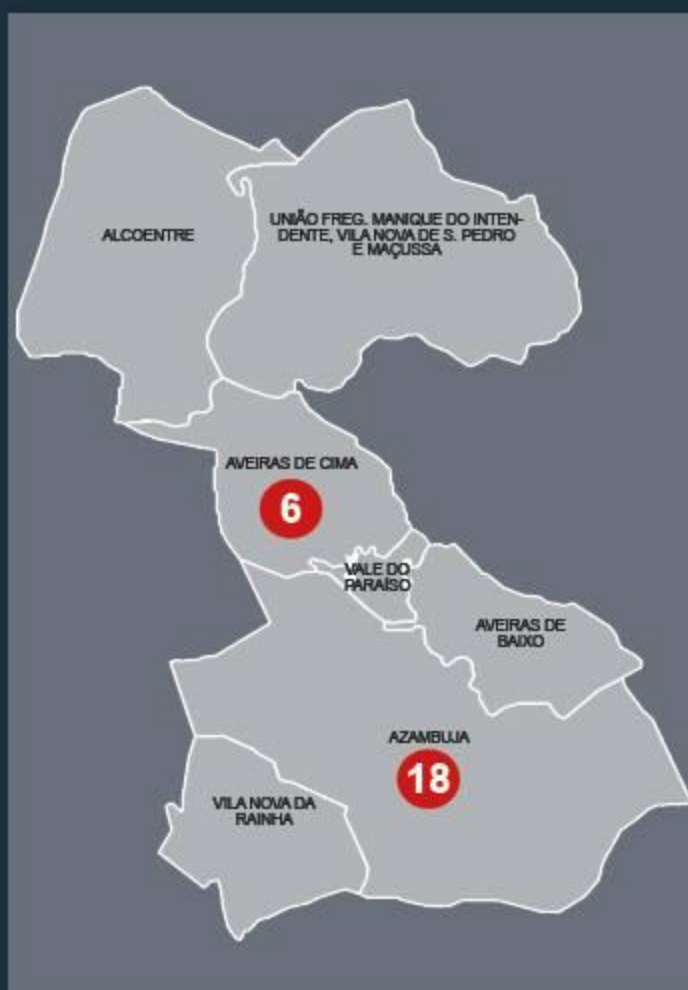 ALCOENTRE
UNIÃO FREG. MANIQUE DO INTEN-
DENTE, VILA NOVA DE S. PEDRO
E MAÇUSSA
AVEIRAS DE CIMA
6
VALE DO
PARAÍSO
AVEIRAS DE
BAIXO
AZAMBUJA
18
VILA NOVA DA
RAINHA